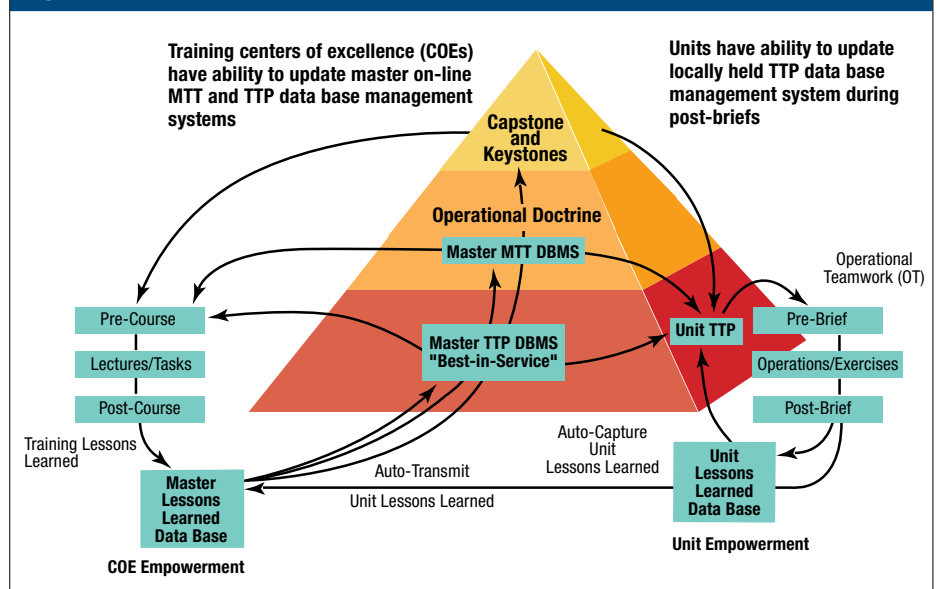 Training centers of excellence (COEs)
have ability to update master on-line
MTT and TTP data base management
systems
Units have ability to update
locally held TTP data base
management system during
post-briefs
Capstone
and
Keystones
Operational Doctrine
Master MTT DBMS
Operational
Teamwork (OT)
Pre-Course
Master TTP DBMS
"Best-in-Service"
Unit TTP
Pre-Brief
Lectures/Tasks
Operations/Exercises
Post-Course
Post-Brief
Training Lessons
Learned
Auto-Capture
Unit
Lessons Learned
Auto-Transmit
Unit Lessons Learned
Master
Lessons
Learned
Data Base
Unit
Lessons
Learned
Data Base
COE Empowerment
Unit Empowerment